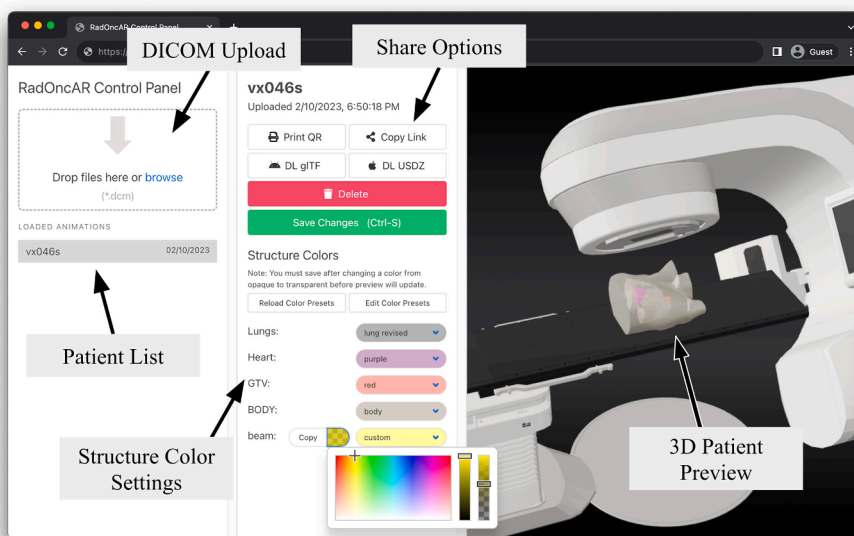 RadOncAR Control Panel
https:/
Guest
DICOM Upload
Share Options
RadOncAR Control Panel
Drop files here or browse
(*.dcm)
LOADED ANIMATIONS
vx046s 02/10/2023
Patient List
Structure Color
Settings
vx046s
Uploaded 2/10/2023, 6:50:18 PM
Print QR Copy Link
DL glTF DL USDZ
Delete
Save Changes (Ctrl-S)
Structure Colors
Note: You must save after changing a color from
opaque to transparent before preview will update.
Reload Color Presets Edit Color Presets
Lungs: lung revised
Heart: purple
GTV: red
BODY: body
beam: Copy custom
3D Patient
Preview